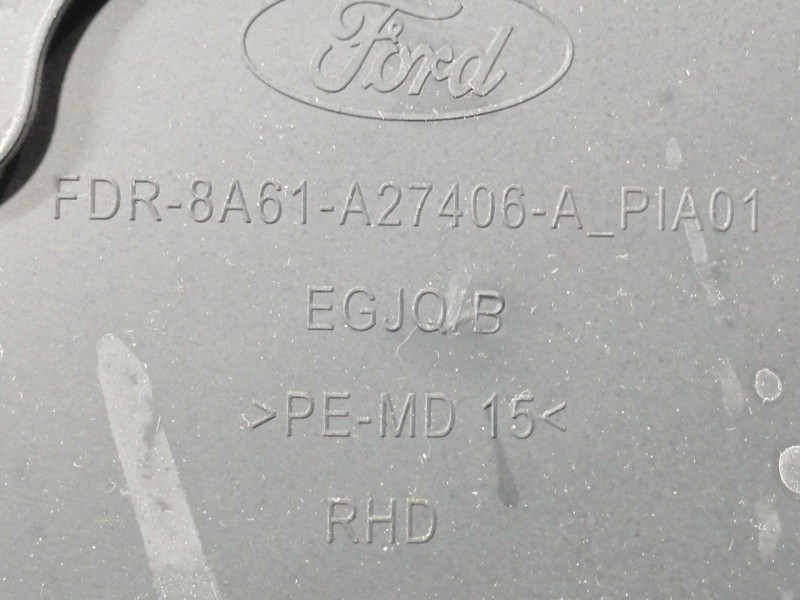 Ford
FDR-8A61-A27406-A_PIA01
EGJQ/B
>PE-MD 15<
RHD